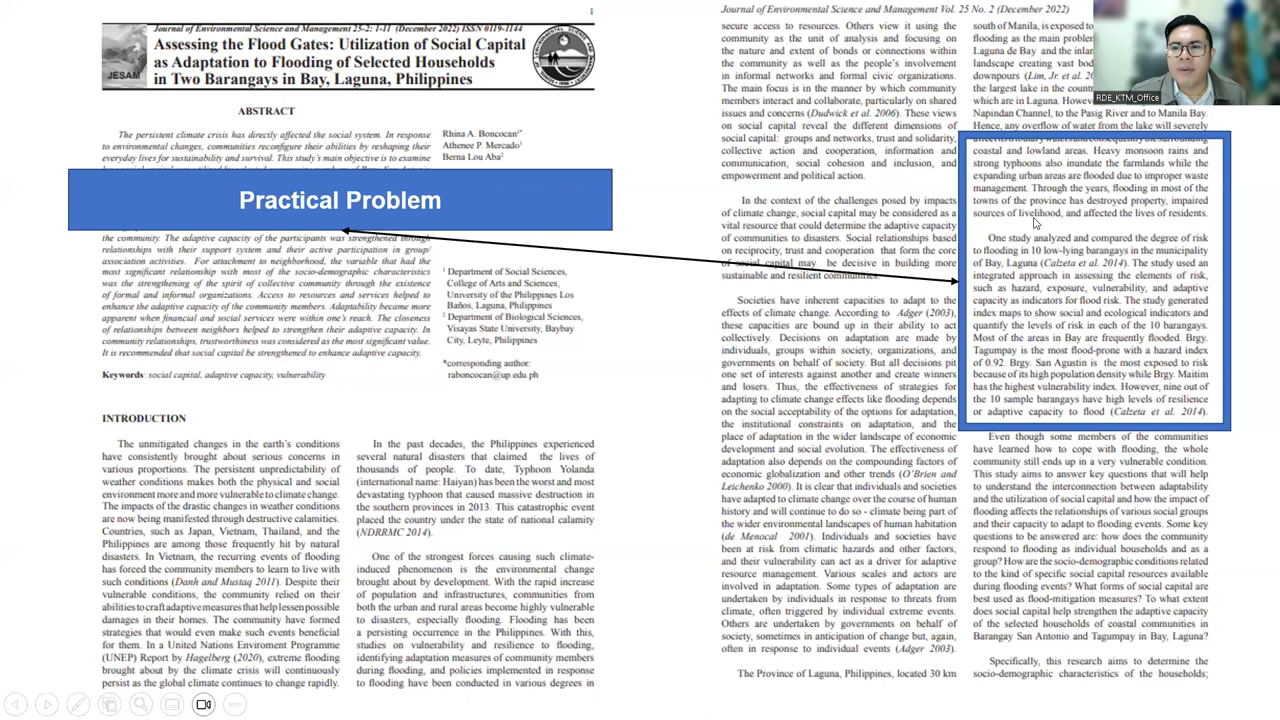 1
Journal of Environmental Science and Management 25-2: 1-11 (December 2022) ISSN 0119-1144
Assessing the Flood Gates: Utilization of Social Capital
as Adaptation to Flooding of Selected Households
in Two Barangays in Bay, Laguna, Philippines
JESAM
ABSTRACT
The persistent climate crisis has directly affected the social system. In response
to environmental changes, communities reconfigure their abilities by reshaping their
everyday lives for sustainability and survival. This study's main objective is to examine
Practical Problem
the community. The adaptive capacity of the participants was strengthened through
relationships with their support system and their active participation in group/
association activities. For attachment to neighborhood, the variable that had the
most significant relationship with most of the socio-demographic characteristics
was the strengthening of the spirit of collective community through the existence
of formal and informal organizations. Access to resources and services helped to
enhance the adaptive capacity of the community members. Adaptability became more
apparent when financial and social services were within one's reach. The closeness
of relationships between neighbors helped to strengthen their adaptive capacity. In
community relationships, trustworthiness was considered as the most significant value.
It is recommended that social capital be strengthened to enhance adaptive capacity.
Keywords: social capital, adaptive capacity, vulnerability
Rhina A. Boncocan1*
Athenee P. Mercado1
Berna Lou Aba2
1 Department of Social Sciences,
College of Arts and Sciences,
University of the Philippines Los
Baños, Laguna, Philippines
2 Department of Biological Sciences,
Visayas State University, Baybay
City, Leyte, Philippines
*corresponding author:
raboncocan@up.edu.ph
INTRODUCTION
The unmitigated changes in the earth's conditions
have consistently brought about serious concerns in
various proportions. The persistent unpredictability of
weather conditions makes both the physical and social
environment more and more vulnerable to climate change.
The impacts of the drastic changes in weather conditions
are now being manifested through destructive calamities.
Countries, such as Japan, Vietnam, Thailand, and the
Philippines are among those frequently hit by natural
disasters. In Vietnam, the recurring events of flooding
has forced the community members to learn to live with
such conditions (Danh and Mustaq 2011). Despite their
vulnerable conditions, the community relied on their
abilities to craft adaptive measures that help lessen possible
damages in their homes. The community have formed
strategies that would even make such events beneficial
for them. In a United Nations Enviroment Programme
(UNEP) Report by Hagelberg (2020), extreme flooding
brought about by the climate crisis will continuously
persist as the global climate continues to change rapidly.
In the past decades, the Philippines experienced
several natural disasters that claimed the lives of
thousands of people. To date, Typhoon Yolanda
(international name: Haiyan) has been the worst and most
devastating typhoon that caused massive destruction in
the southern provinces in 2013. This catastrophic event
placed the country under the state of national calamity
(NDRRMC 2014).
One of the strongest forces causing such climate-
induced phenomenon is the environmental change
brought about by development. With the rapid increase
of population and infrastructure, communities from
both the urban and rural areas become highly vulnerable
to disasters, especially flooding. Flooding has been
a persisting occurrence in the Philippines. With this,
studies on vulnerability and resilience to flooding,
identifying adaptation measures of community members
during flooding, and policies implemented in response
to flooding have been conducted in various degrees in
Journal of Environmental Science and Management Vol. 25 No. 2 (December 2022)
secure access to resources. Others view it using the
community as the unit of analysis and focusing on
the nature and extent of bonds or connections within
the community as well as the people's involvement
in informal networks and formal civic organizations.
The main focus is in the manner by which community
members interact and collaborate, particularly on shared
issues and concerns (Dudwick et al. 2006). These views
on social capital reveal the different dimensions of
social capital: groups and networks, trust and solidarity,
collective action and cooperation, information and
communication, social cohesion and inclusion, and
empowerment and political action.
In the context of the challenges posed by impacts
of climate change, social capital may be considered as a
vital resource that could determine the adaptive capacity
of communities to disasters. Social relationships based
on reciprocity, trust and cooperation that form the core
of social capital may be decisive in building more
sustainable and resilient communities.
Societies have inherent capacities to adapt to the
effects of climate change. According to Adger (2003),
these capacities are bound up in their ability to act
collectively. Decisions on adaptation are made by
individuals, groups within society, organizations, and
governments on behalf of society. But all decisions pit
one set of interests against another and create winners
and losers. Thus, the effectiveness of strategies for
adapting to climate change effects like flooding depends
on the social acceptability of the options for adaptation,
the institutional constraints on adaptation, and the
place of adaptation in the wider landscape of economic
development and social evolution. The effectiveness of
adaptation also depends on the compounding factors of
economic globalization and other trends (O'Brien and
Leichenko 2000). It is clear that individuals and societies
have adapted to climate change over the course of human
history and will continue to do so - climate being part of
the wider environmental landscapes of human habitation
(de Menocal 2001). Individuals and societies have
been at risk from climatic hazards and other factors,
and their vulnerability can act as a driver for adaptive
resource management. Various scales and actors are
involved in adaptation. Some types of adaptation are
undertaken by individuals in response to threats from
climate, often triggered by individual extreme events.
Others are undertaken by governments on behalf of
society, sometimes in anticipation of change but, again,
often in response to individual events (Adger 2003).
The Province of Laguna, Philippines, located 30 km
south of Manila, is exposed to
flooding as the main problem
Laguna de Bay and the inlan
landscape creating vast bod
downpours (Lim, Jr. et al. 20
the largest lake in the country
which are in Laguna. Howev
Napindan Channel, to the Pasig River and to Manila Bay.
Hence, any overflow of water from the lake will severely
affect its tributary waters and consequently the surrounding
coastal and lowland areas. Heavy monsoon rains and
strong typhoons also inundate the farmlands while the
expanding urban areas are flooded due to improper waste
management. Through the years, flooding in most of the
towns of the province has destroyed property, impaired
sources of livelihood, and affected the lives of residents.
One study analyzed and compared the degree of risk
to flooding in 10 low-lying barangays in the municipality
of Bay, Laguna (Calzeta et al. 2014). The study used an
integrated approach in assessing the elements of risk,
such as hazard, exposure, vulnerability, and adaptive
capacity as indicators for flood risk. The study generated
index maps to show social and ecological indicators and
quantify the levels of risk in each of the 10 barangays.
Most of the areas in Bay are frequently flooded. Brgy.
Tagumpay is the most flood-prone with a hazard index
of 0.92. Brgy. San Agustin is the most exposed to risk
because of its high population density while Brgy. Maitim
has the highest vulnerability index. However, nine out of
the 10 sample barangays have high levels of resilience
or adaptive capacity to flood (Calzeta et al. 2014).
Even though some members of the communities
have learned how to cope with flooding, the whole
community still ends up in a very vulnerable condition.
This study aims to answer key questions that will help
to understand the interconnection between adaptability
and the utilization of social capital and how the impact of
flooding affects the relationships of various social groups
and their capacity to adapt to flooding events. Some key
questions to be answered are: how does the community
respond to flooding as individual households and as a
group? How are the socio-demographic conditions related
to the kind of specific social capital resources available
during flooding events? What forms of social capital are
best used as flood-mitigation measures? To what extent
does social capital help strengthen the adaptive capacity
of the selected households of coastal communities in
Barangay San Antonio and Tagumpay in Bay, Laguna?
Specifically, this research aims to determine the
socio-demographic characteristics of the households;
RDE_KTM_Office